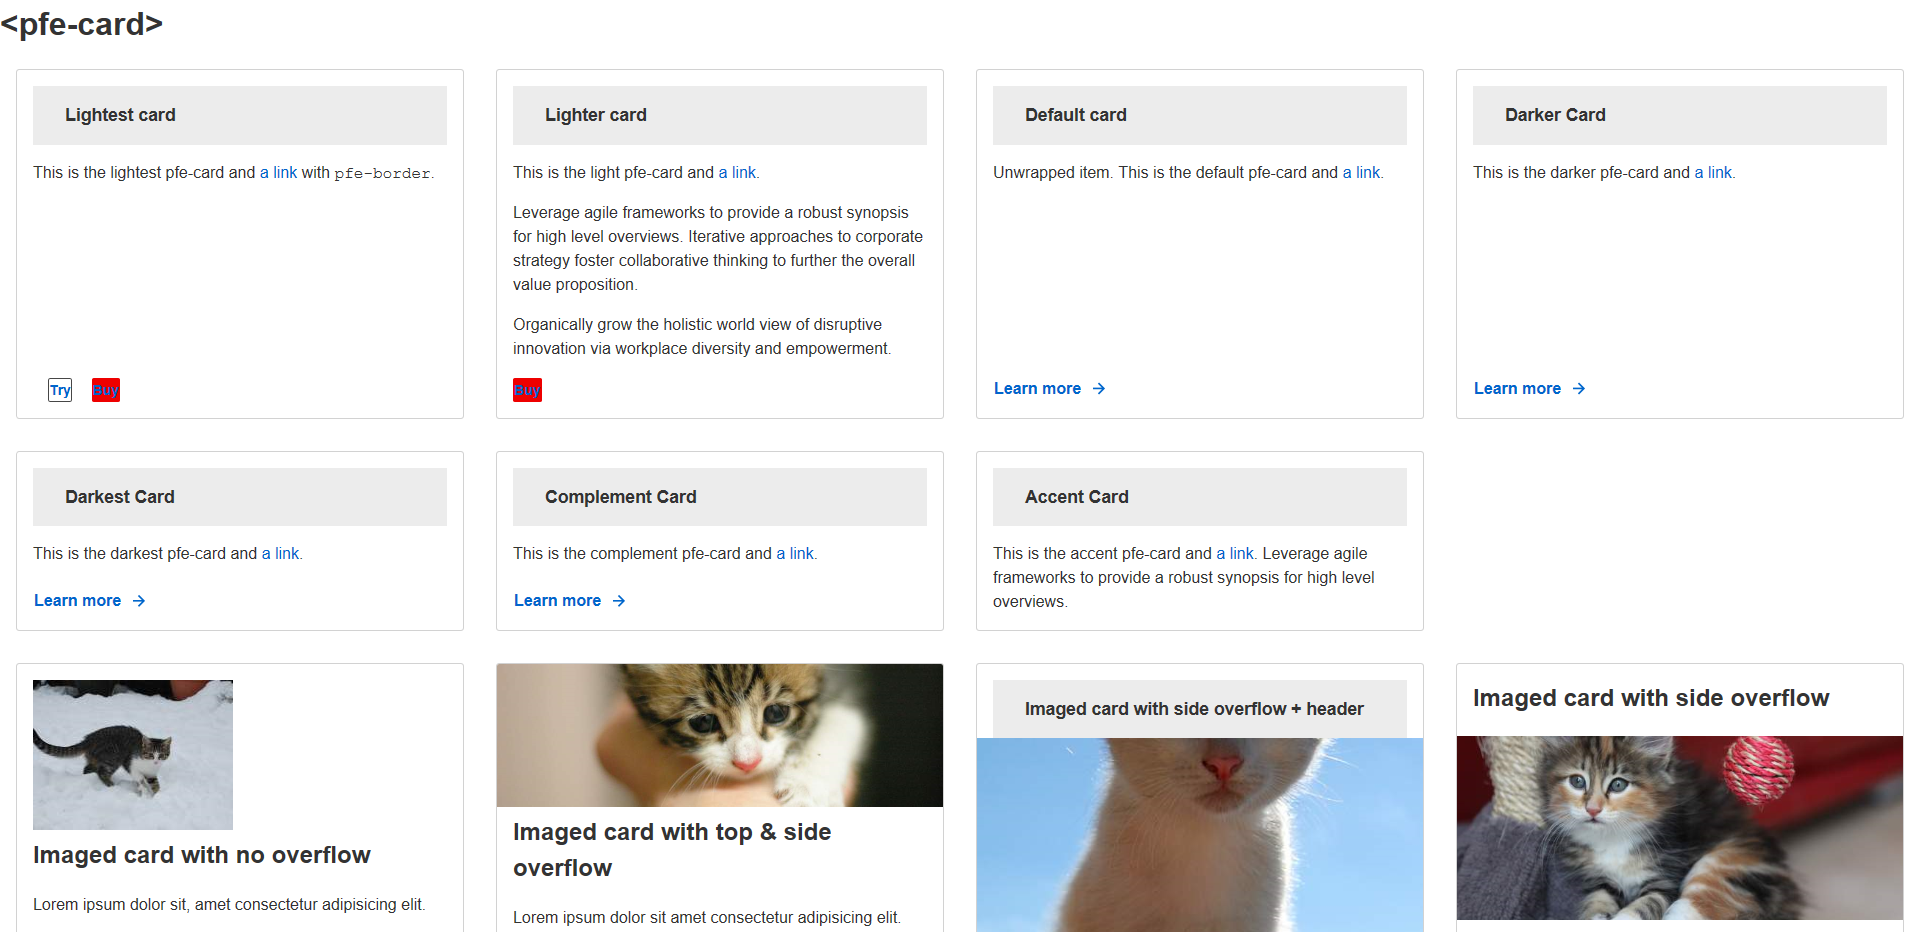 <pfe-card>
Lightest card
This is the lightest pfe-card and a link with pfe-border.
Try
Buy
Lighter card
This is the light pfe-card and a link.
Leverage agile frameworks to provide a robust synopsis
for high level overviews. Iterative approaches to corporate
strategy foster collaborative thinking to further the overall
value proposition.
Organically grow the holistic world view of disruptive
innovation via workplace diversity and empowerment.
Buy
Default card
Unwrapped item. This is the default pfe-card and a link.
Learn more
Darker Card
This is the darker pfe-card and a link.
Learn more
Darkest Card
This is the darkest pfe-card and a link.
Learn more
Complement Card
This is the complement pfe-card and a link.
Learn more
Accent Card
This is the accent pfe-card and a link. Leverage agile
frameworks to provide a robust synopsis for high level
overviews.
Imaged card with no overflow
Lorem ipsum dolor sit, amet consectetur adipisicing elit.
Imaged card with top & side
overflow
Lorem ipsum dolor sit amet consectetur adipisicing elit.
Imaged card with side overflow + header
Imaged card with side overflow